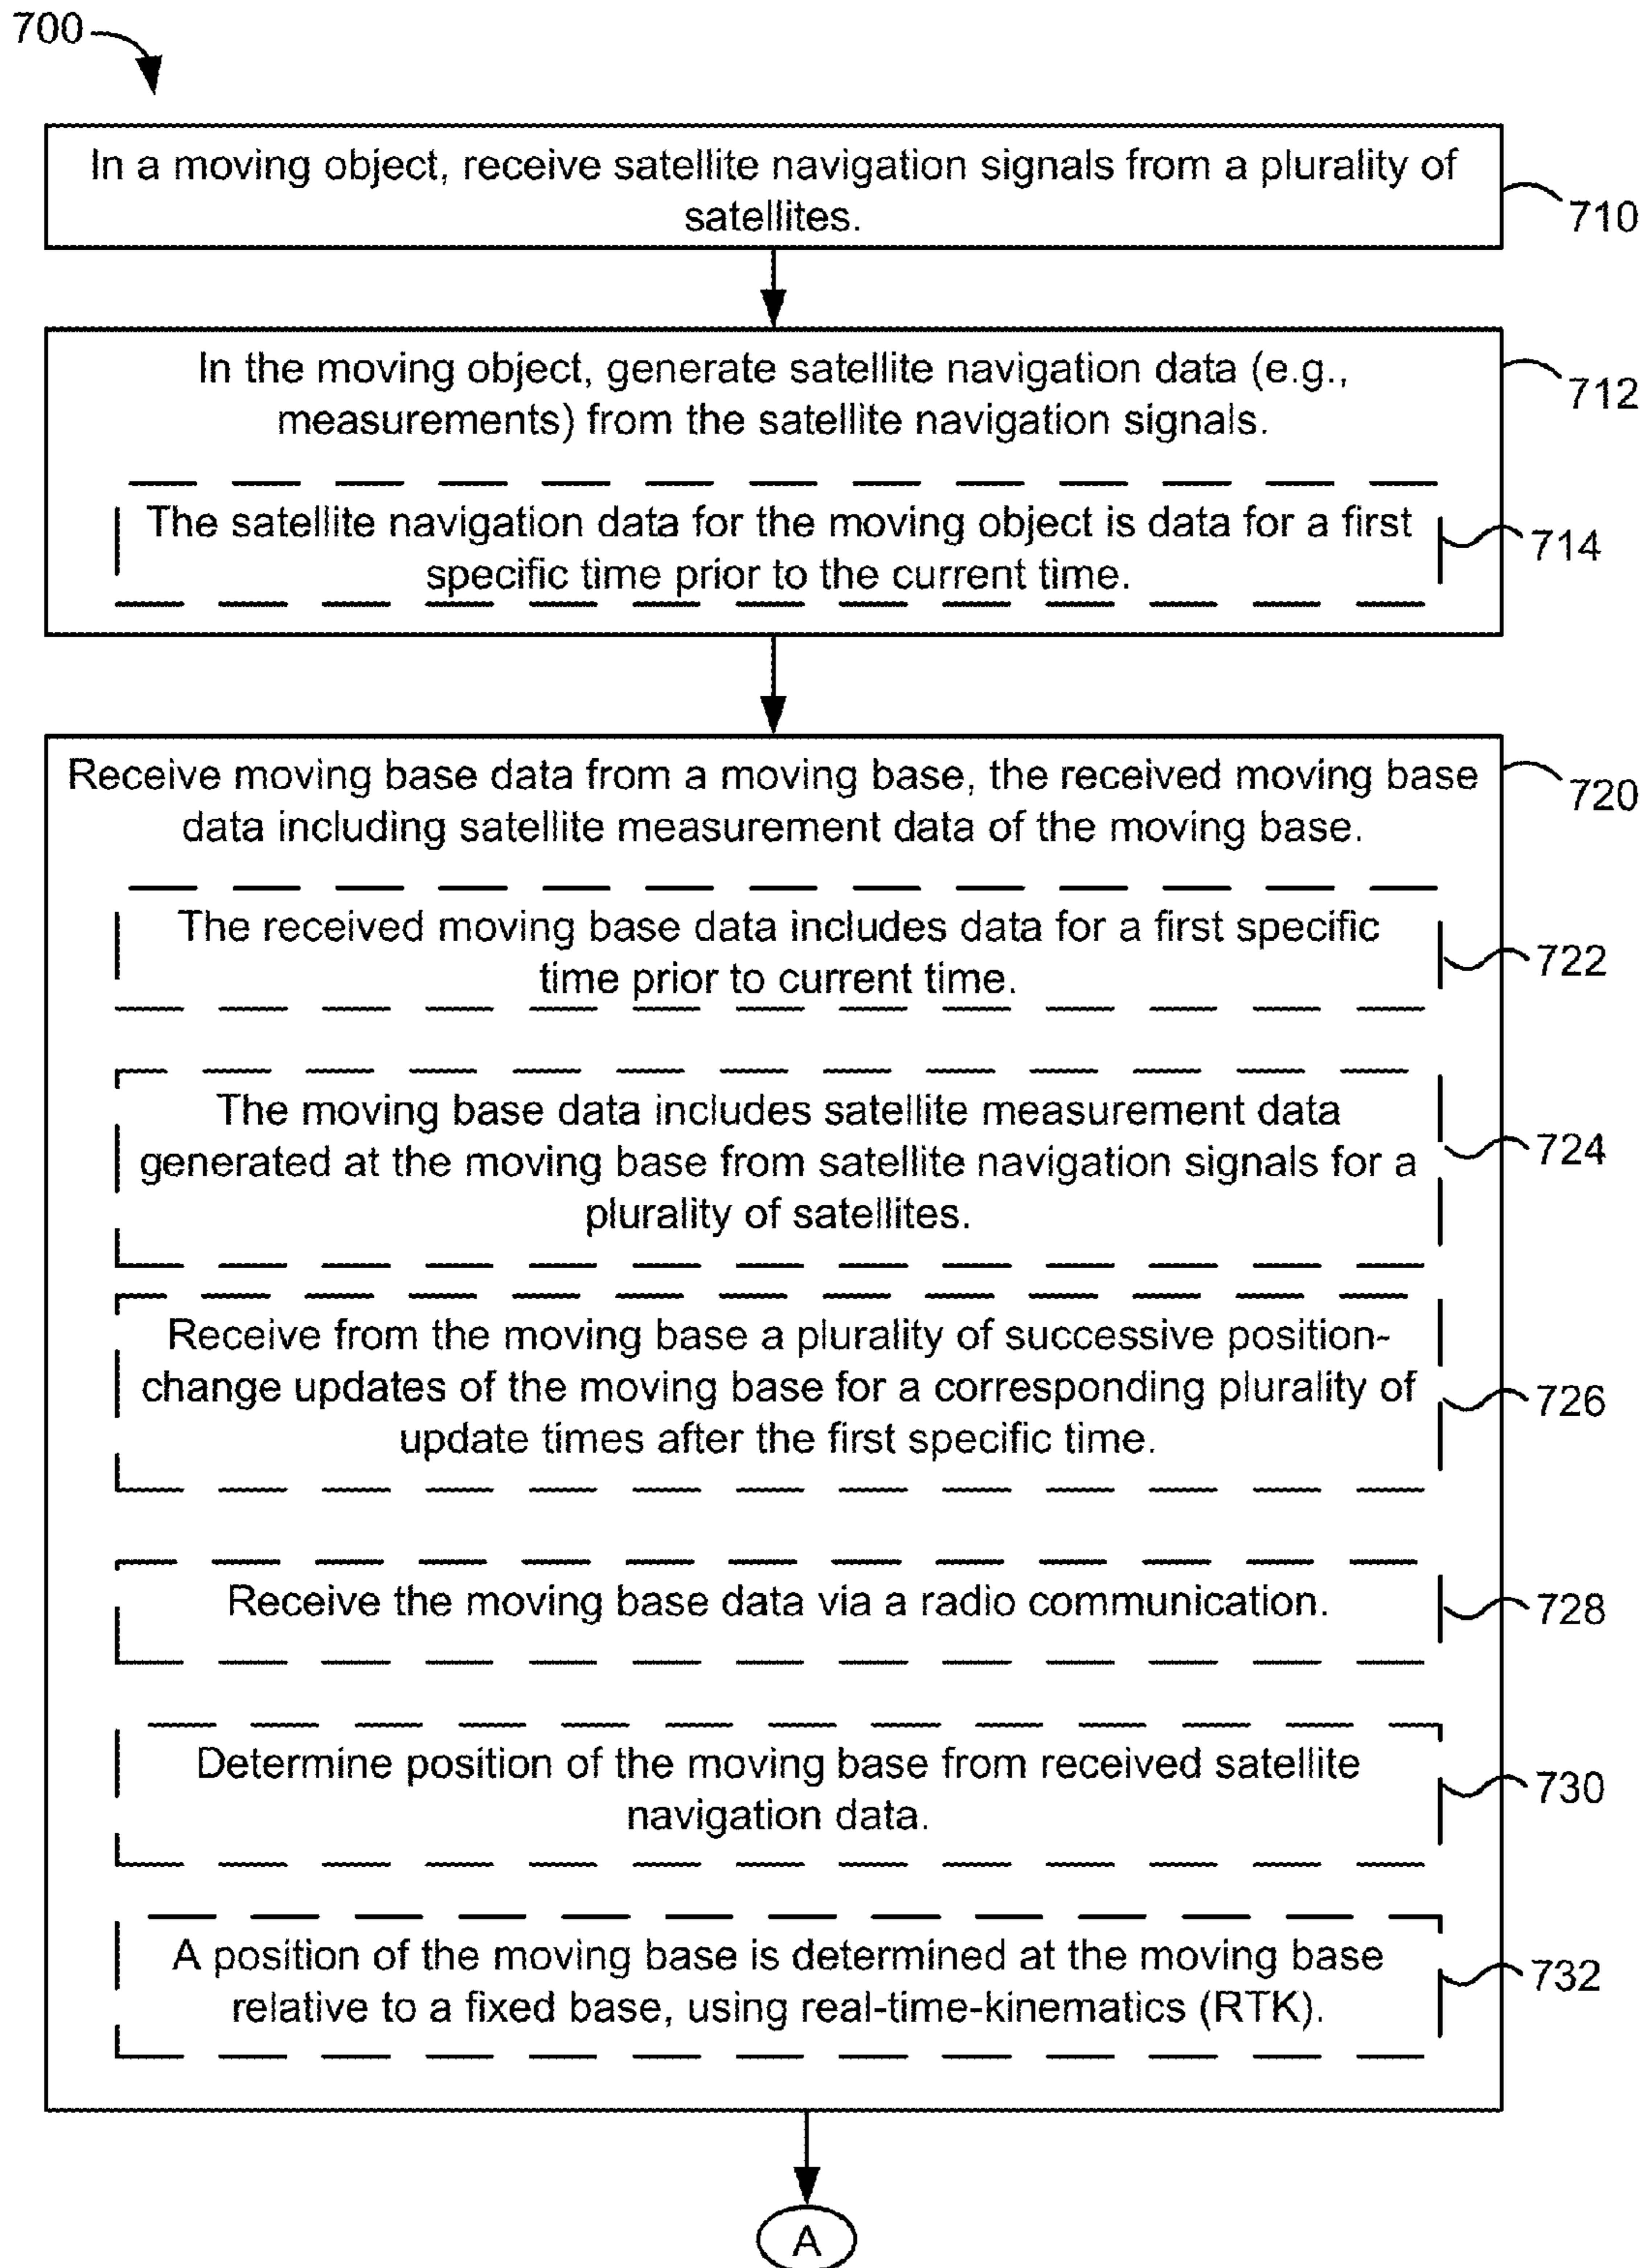 700
In a moving object, receive satellite navigation signals from a plurality of
satellites.
710
In the moving object, generate satellite navigation data (e.g.,
measurements) from the satellite navigation signals.
712
The satellite navigation data for the moving object is data for a first
specific time prior to the current time.
714
Receive moving base data from a moving base, the received moving base
data including satellite measurement data of the moving base.
720
The received moving base data includes data for a first specific
time prior to current time.
722
The moving base data includes satellite measurement data
generated at the moving base from satellite navigation signals for a
plurality of satellites.
724
Receive from the moving base a plurality of successive position-
change updates of the moving base for a corresponding plurality of
update times after the first specific time.
726
Receive the moving base data via a radio communication.
728
Determine position of the moving base from received satellite
navigation data.
730
A position of the moving base is determined at the moving base
relative to a fixed base, using real-time-kinematics (RTK).
732
A